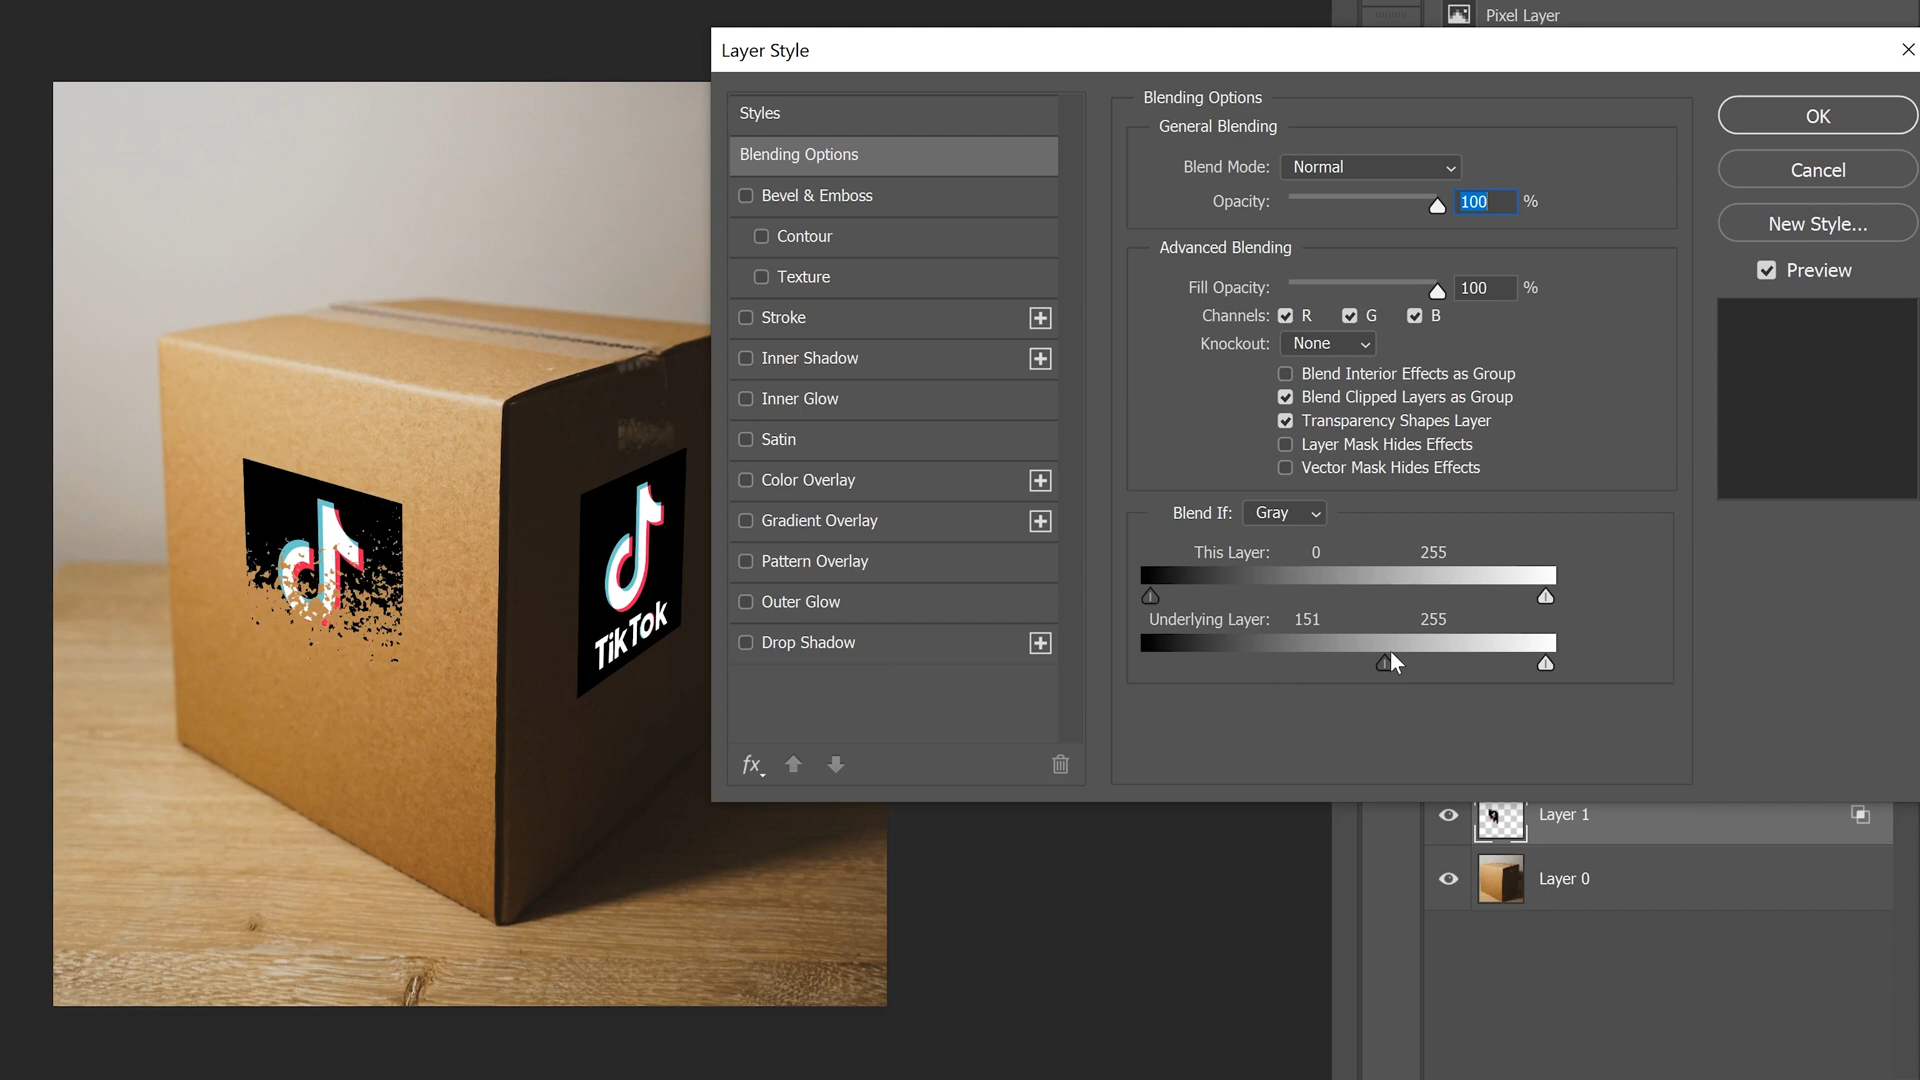 Pixel Layer
Layer Style
Styles
Blending Options
Bevel & Emboss
Contour
Texture
Stroke
Inner Shadow
Inner Glow
Satin
Color Overlay
Gradient Overlay
Pattern Overlay
Outer Glow
Drop Shadow
fx
Blending Options
General Blending
Blend Mode: Normal
Opacity: 100 %
Advanced Blending
Fill Opacity: 100 %
Channels: R G B
Knockout: None
Blend Interior Effects as Group
Blend Clipped Layers as Group
Transparency Shapes Layer
Layer Mask Hides Effects
Vector Mask Hides Effects
Blend If: Gray
This Layer: 0 255
Underlying Layer: 151 255
OK
Cancel
New Style...
Preview
TikTok
Layer 1
Layer 0